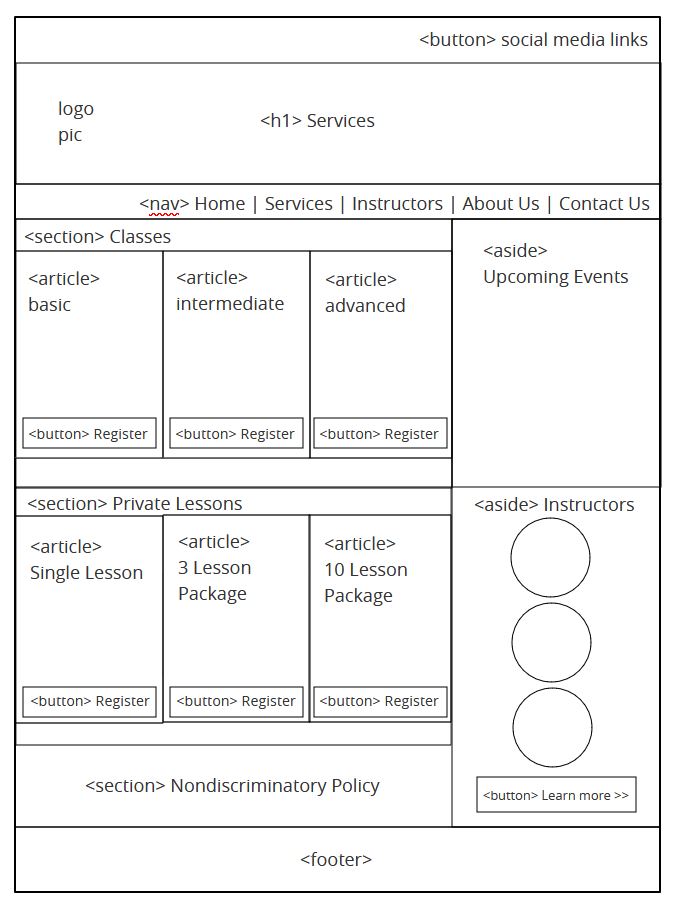 <button> social media links
logo
pic
<h1> Services
<nav> Home | Services | Instructors | About Us | Contact Us
<section> Classes
<article>
basic
<button> Register
<article>
intermediate
<button> Register
<article>
advanced
<button> Register
<aside>
Upcoming Events
<section> Private Lessons
<article>
Single Lesson
<button> Register
<article>
3 Lesson
Package
<button> Register
<article>
10 Lesson
Package
<button> Register
<aside> Instructors
<button> Learn more >>
<section> Nondiscriminatory Policy
<footer>